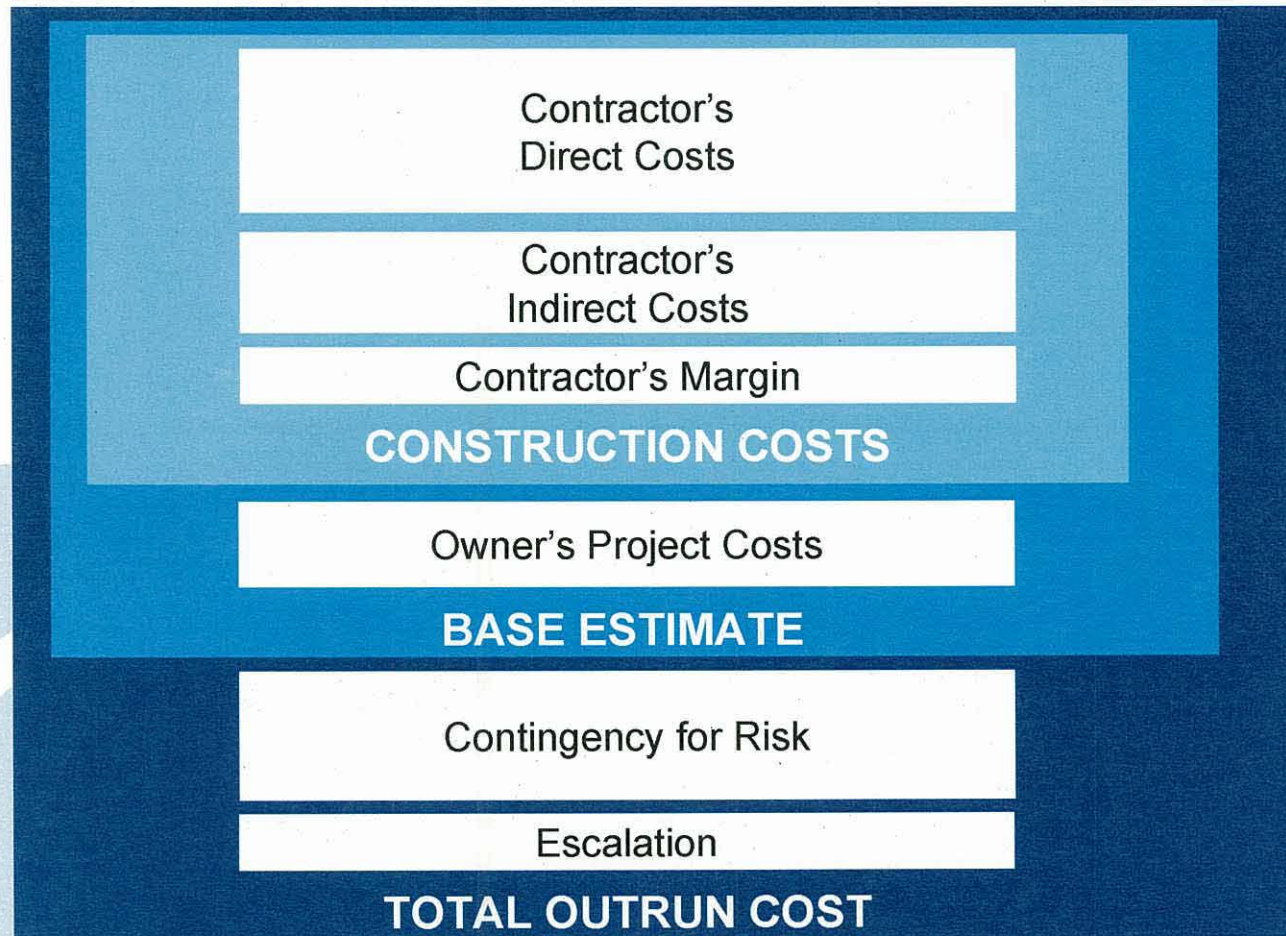 Contractor's
Direct Costs
Contractor's
Indirect Costs
Contractor's Margin
CONSTRUCTION COSTS
Owner's Project Costs
BASE ESTIMATE
Contingency for Risk
Escalation
TOTAL OUTRUN COST